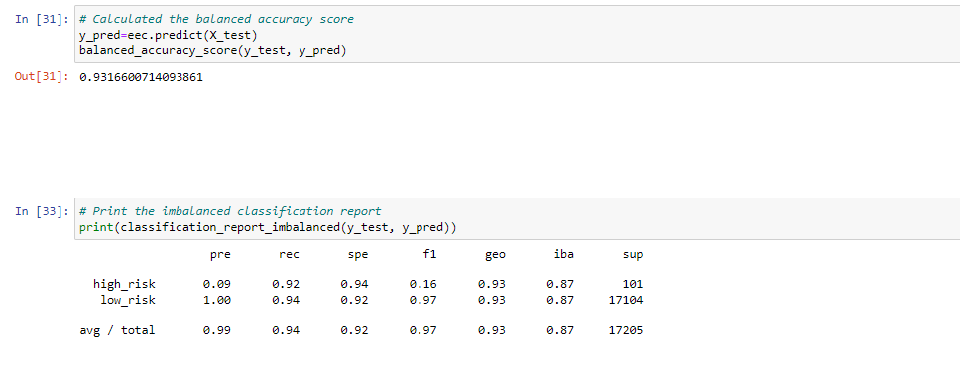 In [31]: # Calculated the balanced accuracy score
y_pred=eec.predict(X_test)
balanced_accuracy_score(y_test, y_pred)
Out[31]: 0.9316600714093861
In [33]: # Print the imbalanced classification report
print(classification_report_imbalanced(y_test, y_pred))
pre rec spe f1 geo iba sup
high_risk 0.09 0.92 0.94 0.16 0.93 0.87 101
low_risk 1.00 0.94 0.92 0.97 0.93 0.87 17104
avg / total 0.99 0.94 0.92 0.97 0.93 0.87 17205